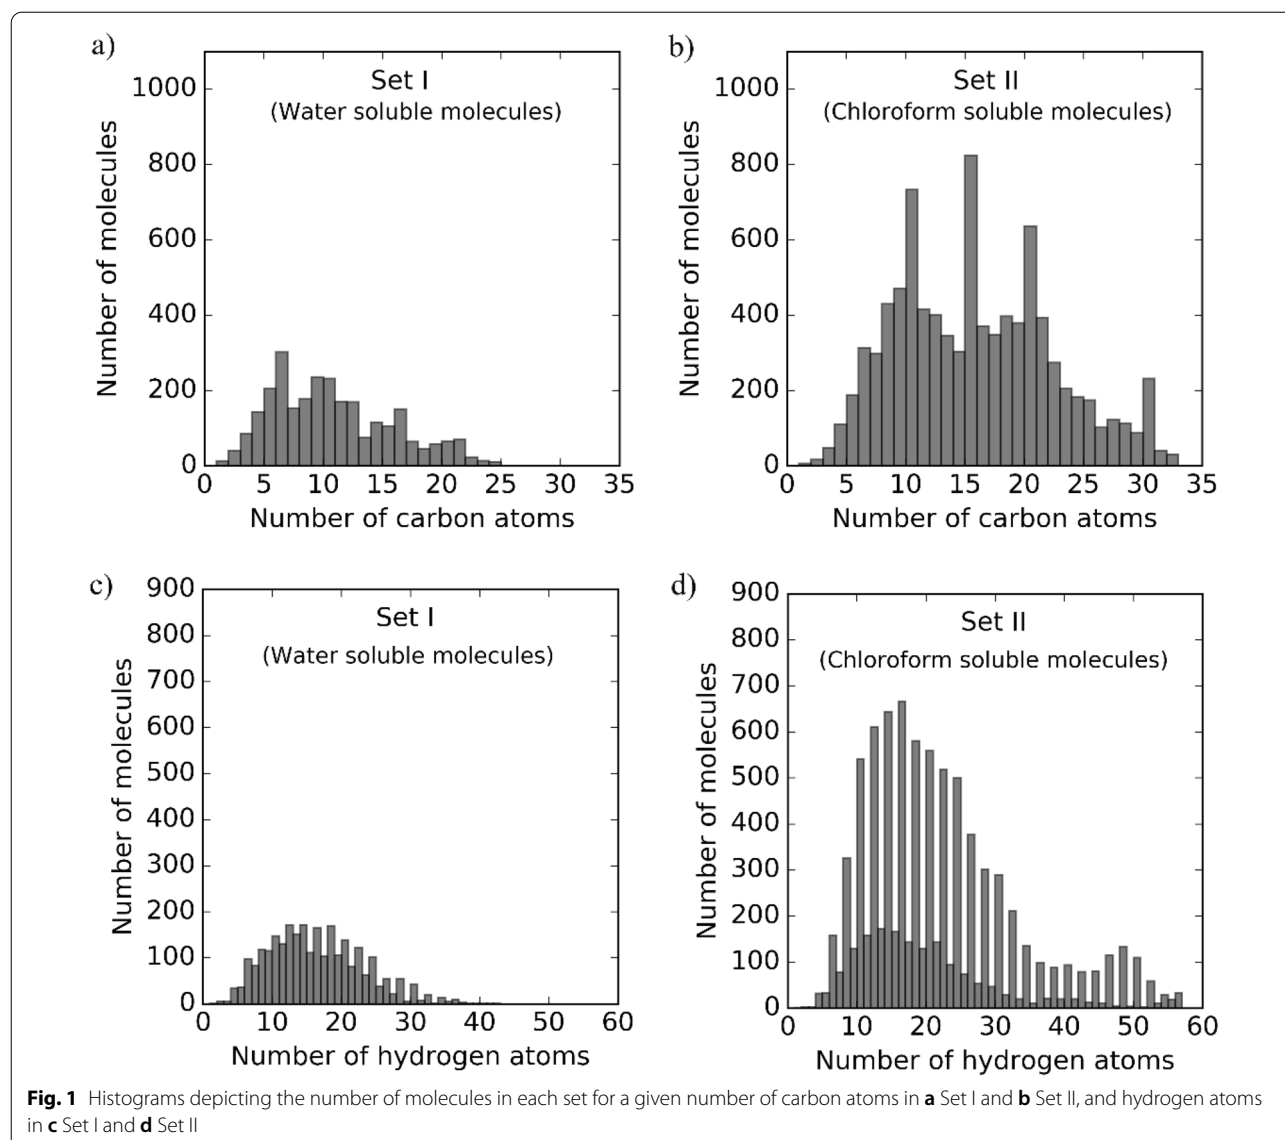 a)
Set I
(Water soluble molecules)
Number of molecules
1000
800
600
400
200
0
0 5 10 15 20 25 30 35
Number of carbon atoms
b)
Set II
(Chloroform soluble molecules)
Number of molecules
1000
800
600
400
200
0
0 5 10 15 20 25 30 35
Number of carbon atoms
c)
Set I
(Water soluble molecules)
Number of molecules
900
800
700
600
500
400
300
200
100
0
0 10 20 30 40 50 60
Number of hydrogen atoms
d)
Set II
(Chloroform soluble molecules)
Number of molecules
900
800
700
600
500
400
300
200
100
0
0 10 20 30 40 50 60
Number of hydrogen atoms
Fig. 1 Histograms depicting the number of molecules in each set for a given number of carbon atoms in a Set I and b Set II, and hydrogen atoms
in c Set I and d Set II